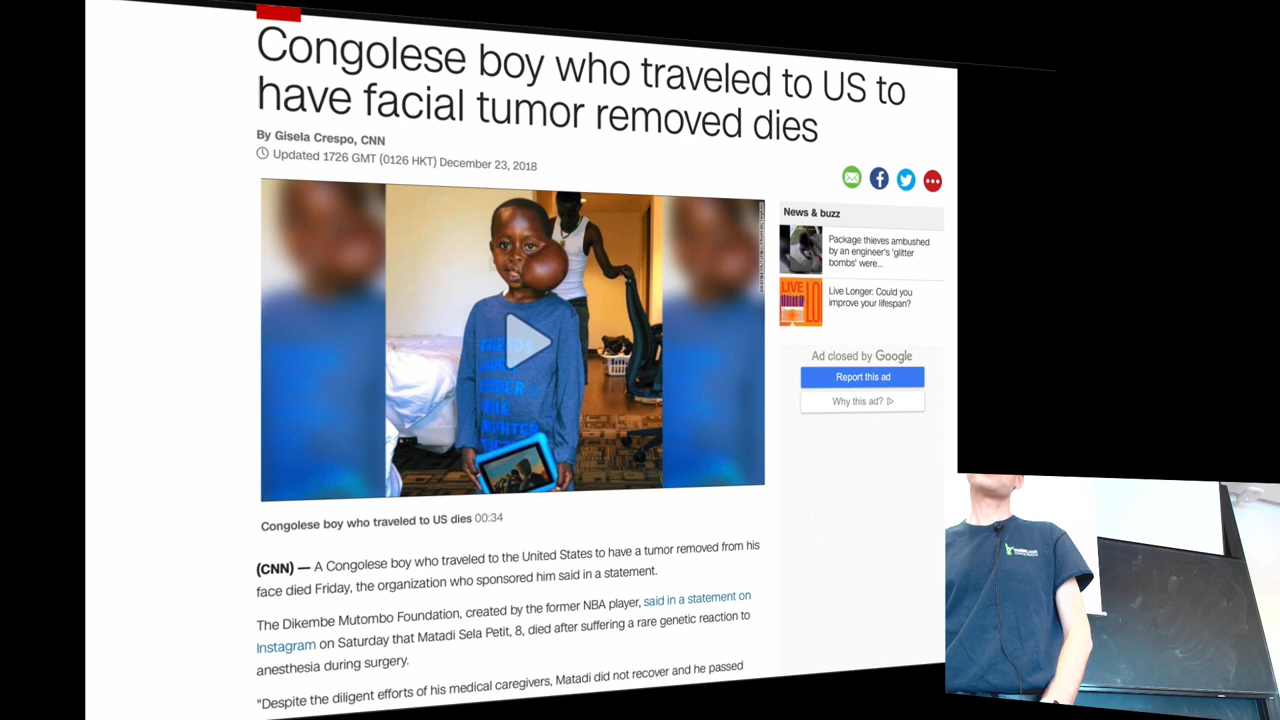 Congolese boy who traveled to US to
have facial tumor removed dies
By Gisela Crespo, CNN
Updated 1726 GMT (0126 HKT) December 23, 2018
News & buzz
Package thieves ambushed
by an engineer's 'glitter
bombs' were...
Live Longer: Could you
improve your lifespan?
LIVE
LO
Ad closed by Google
Report this ad
Why this ad?
Congolese boy who traveled to US dies 00:34
(CNN) — A Congolese boy who traveled to the United States to have a tumor removed from his
face died Friday, the organization who sponsored him said in a statement.
The Dikembe Mutombo Foundation, created by the former NBA player, said in a statement on
Instagram on Saturday that Matadi Sela Petit, 8, died after suffering a rare genetic reaction to
anesthesia during surgery.
"Despite the diligent efforts of his medical caregivers, Matadi did not recover and he passed